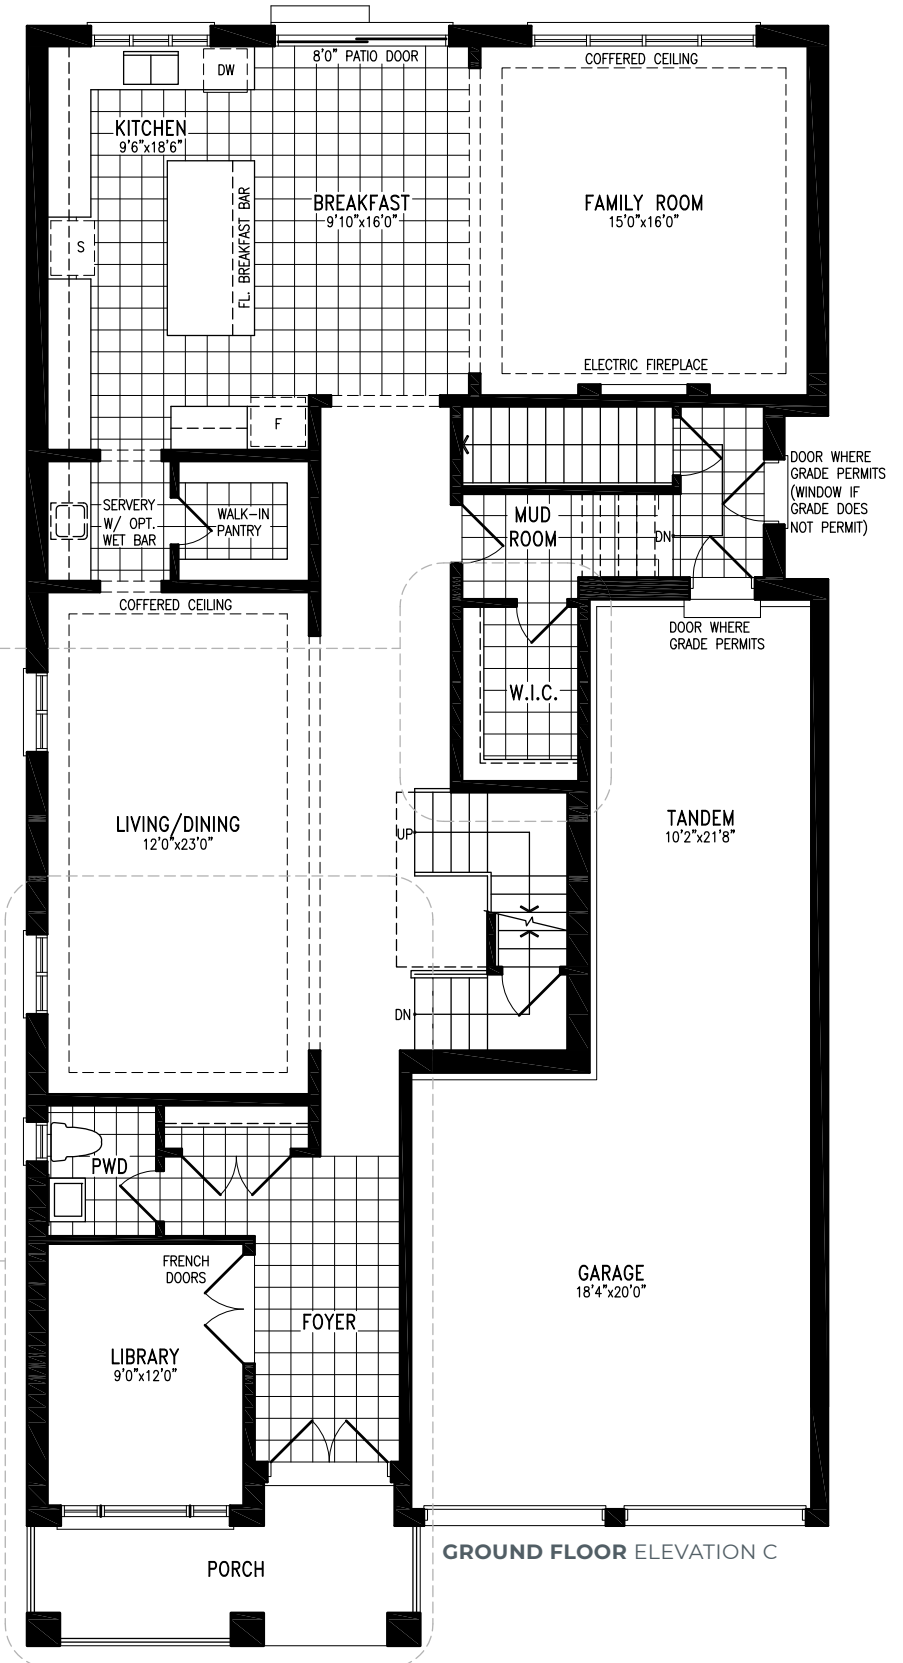 8'0" PATIO DOOR
COFFERED CEILING
DW
KITCHEN
9'6"x18'6"
BREAKFAST
9'10"x16'0"
FAMILY ROOM
15'0"x16'0"
S
FL. BREAKFAST BAR
ELECTRIC FIREPLACE
F
DOOR WHERE
GRADE PERMITS
(WINDOW IF
GRADE DOES
NOT PERMIT)
SERVERY
W/ OPT.
WET BAR
WALK-IN
PANTRY
MUD
ROOM
DN
COFFERED CEILING
DOOR WHERE
GRADE PERMITS
W.I.C.
LIVING/DINING
12'0"x23'0"
UP
TANDEM
10'2"x21'8"
DN
PWD
FRENCH
DOORS
GARAGE
18'4"x20'0"
FOYER
LIBRARY
9'0"x12'0"
GROUND FLOOR ELEVATION C
PORCH